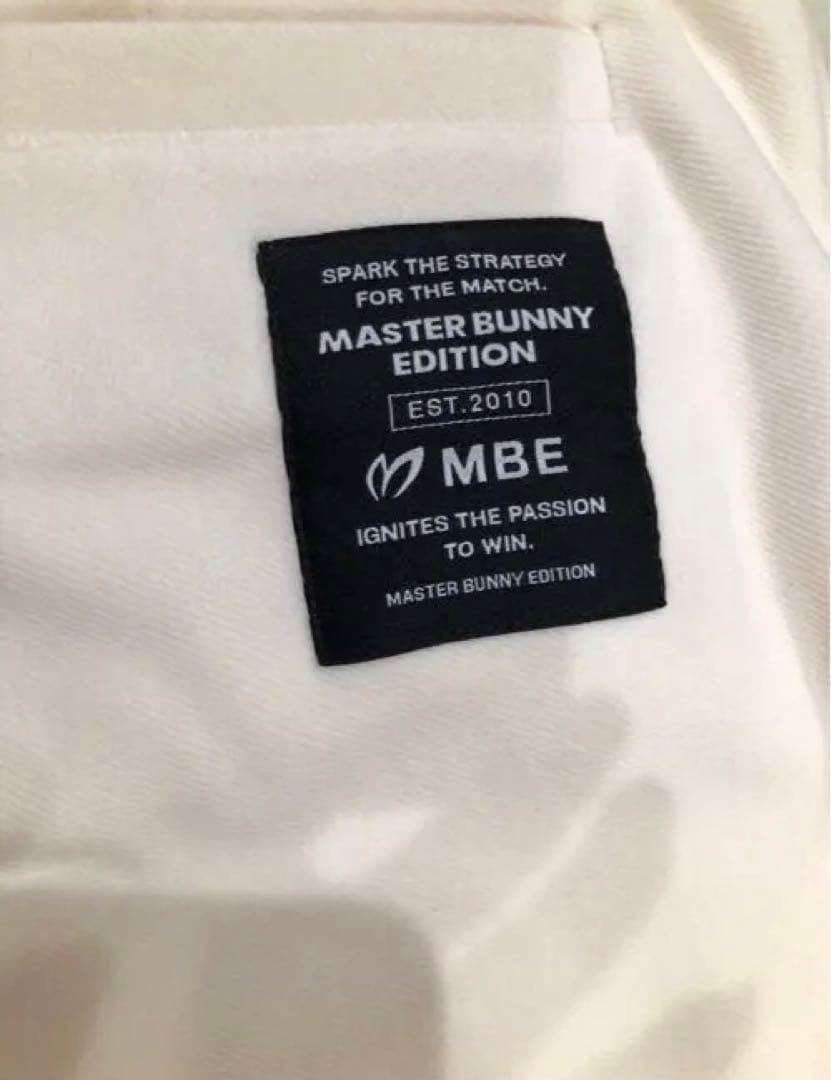 SPARK THE STRATEGY
FOR THE MATCH.
MASTER BUNNY
EDITION
EST.2010
MBE
IGNITES THE PASSION
TO WIN.
MASTER BUNNY EDITION